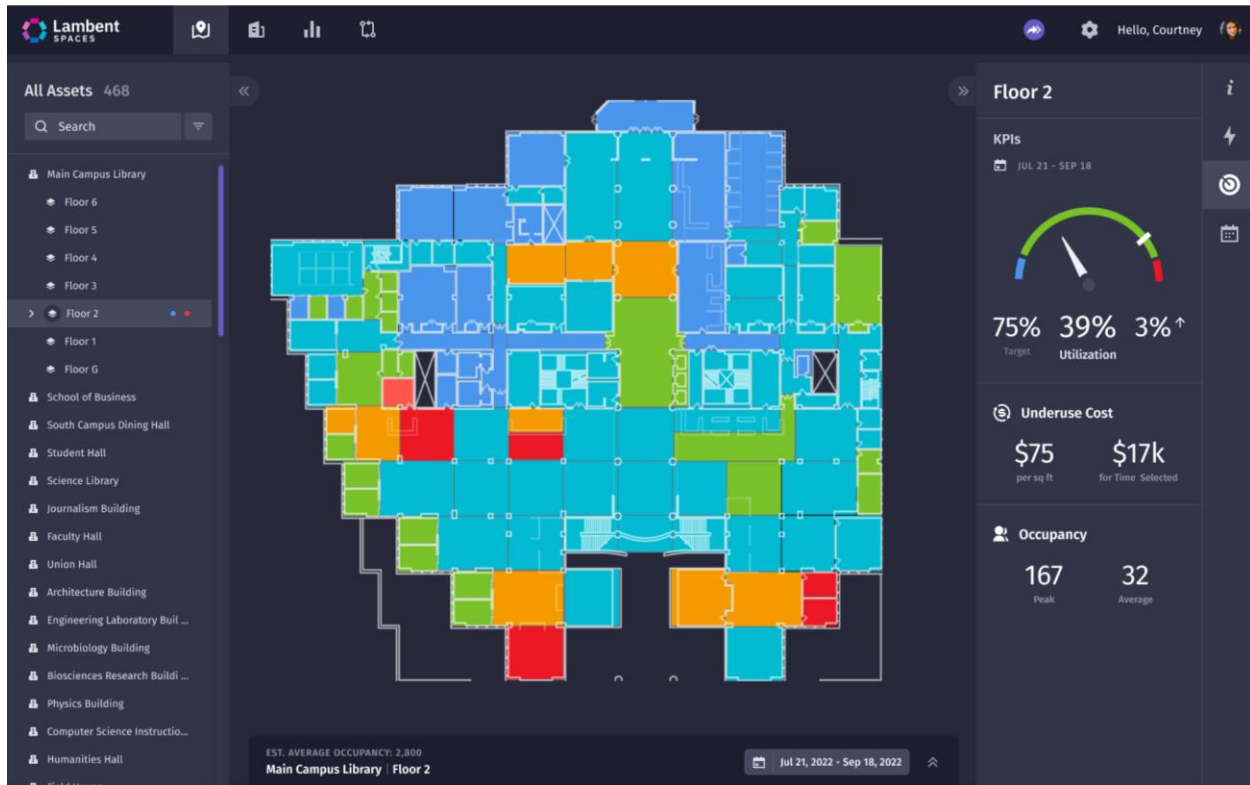 Lambent
SPACES
Hello, Courtney
All Assets 468
Search
Main Campus Library
Floor 6
Floor 5
Floor 4
Floor 3
Floor 2
Floor 1
Floor G
School of Business
South Campus Dining Hall
Student Hall
Science Library
Journalism Building
Faculty Hall
Union Hall
Architecture Building
Engineering Laboratory Buil ...
Microbiology Building
Biosciences Research Buildi ...
Physics Building
Computer Science Instructio...
Humanities Hall
EST. AVERAGE OCCUPANCY: 2,800
Main Campus Library | Floor 2
Jul 21, 2022 - Sep 18, 2022
Floor 2
KPIs
JUL 21 - SEP 18
75% 39% 3%↑
Target Utilization
Underuse Cost
$75 $17k
per sq ft for Time Selected
Occupancy
167 32
Peak Average